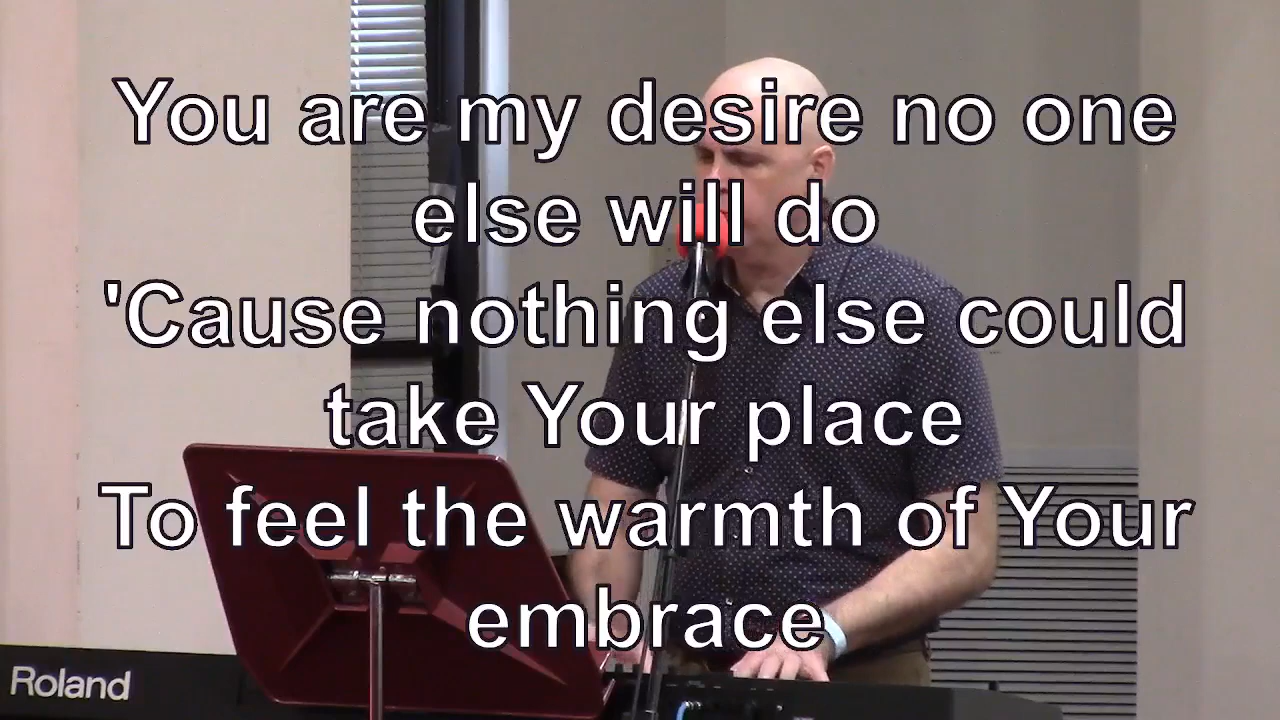 You are my desire no one
else will do
'Cause nothing else could
take Your place
To feel the warmth of Your
embrace
Roland